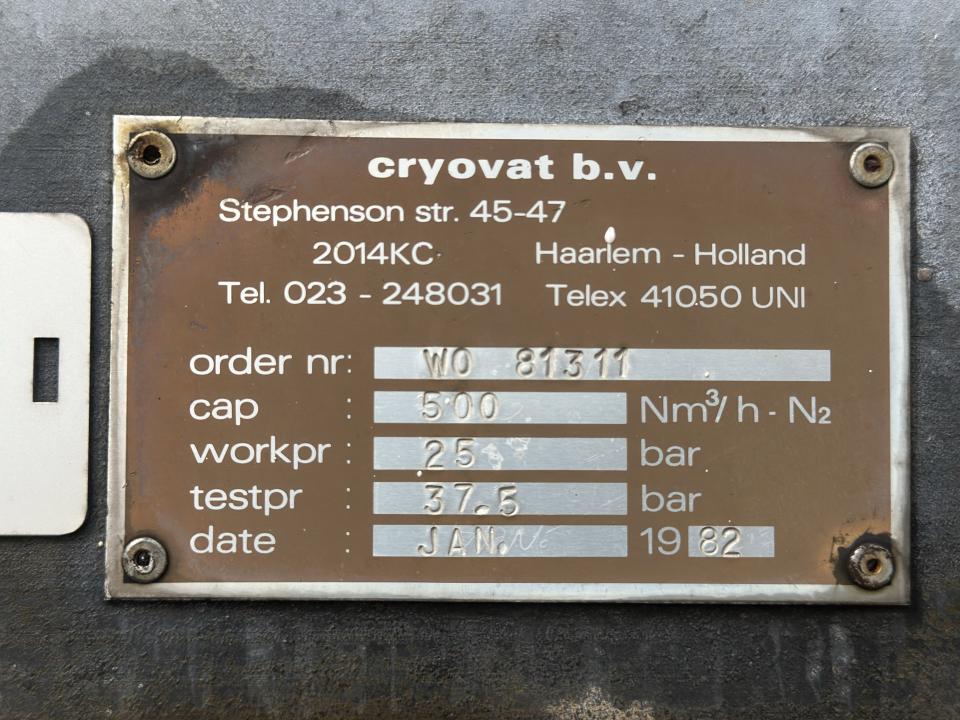 cryovat b.v.
Stephenson str. 45-47
2014KC Haarlem - Holland
Tel. 023 - 248031 Telex 41050 UNI
order nr: WO 81311
cap : 500 Nm³/h - N₂
workpr : 25 bar
testpr : 37.5 bar
date : JAN. 1982